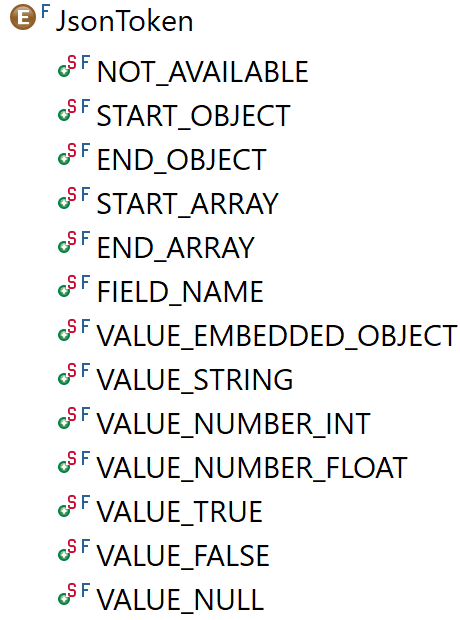 E F JsonToken
S F NOT_AVAILABLE
S F START_OBJECT
S F END_OBJECT
S F START_ARRAY
S F END_ARRAY
S F FIELD_NAME
S F VALUE_EMBEDDED_OBJECT
S F VALUE_STRING
S F VALUE_NUMBER_INT
S F VALUE_NUMBER_FLOAT
S F VALUE_TRUE
S F VALUE_FALSE
S F VALUE_NULL